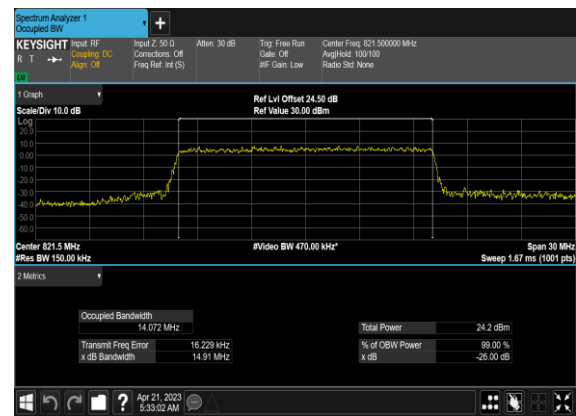 Spectrum Analyzer 1
Occupied BW
KEYSIGHT Input: RF Input Z: 50 Ω Atten: 30 dB Trig: Free Run Center Freq: 821.500000 MHz
R T Coupling: DC Corrections: Off Gate: Off Avg|Hold: 100/100
Align: Off Freq Ref: Int (S) #IF Gain: Low Radio Std: None
1 Graph
Scale/Div 10.0 dB
Ref Lvl Offset 24.50 dB
Ref Value 30.00 dBm
Log
20.0
10.0
0.00
-10.0
-20.0
-30.0
-40.0
-50.0
-60.0
Center 821.5 MHz #Video BW 470.00 kHz* Span 30 MHz
#Res BW 150.00 kHz Sweep 1.67 ms (1001 pts)
2 Metrics
Occupied Bandwidth
14.072 MHz Total Power 24.2 dBm
Transmit Freq Error 16.229 kHz % of OBW Power 99.00 %
x dB Bandwidth 14.91 MHz x dB -26.00 dB
Apr 21, 2023
5:33:02 AM